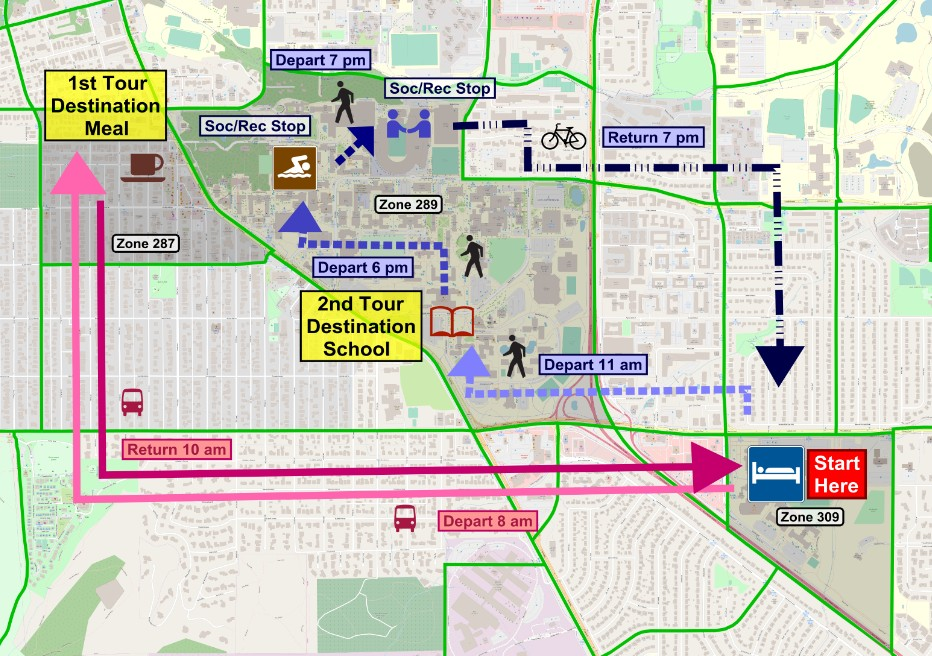 Depart 7 pm
1st Tour
Destination
Meal
Soc/Rec Stop
Soc/Rec Stop
Return 7 pm
Zone 289
Zone 287
Depart 6 pm
2nd Tour
Destination
School
Depart 11 am
Return 10 am
Start
Here
Zone 309
Depart 8 am